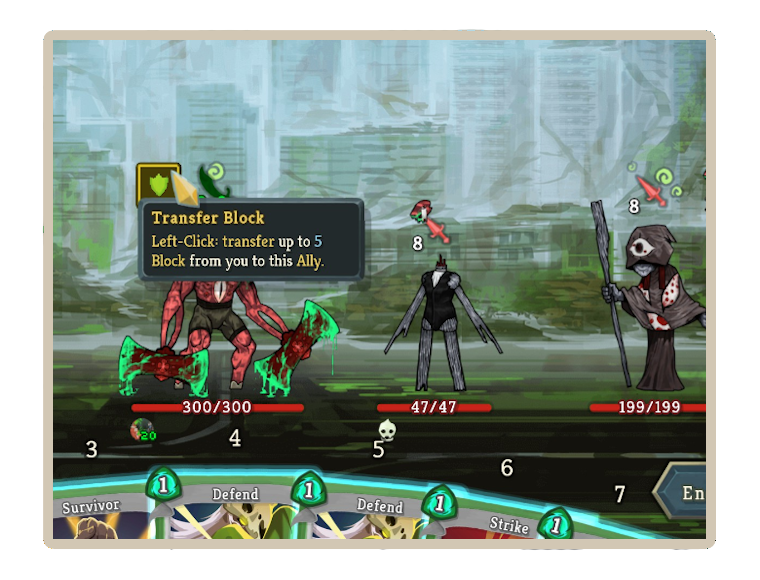 Transfer Block
Left-Click: transfer up to 5
Block from you to this Ally.
8
8
300/300
47/47
199/199
20
3
4
5
6
7
En
1
1
1
1
Survivor
Defend
Defend
Strike